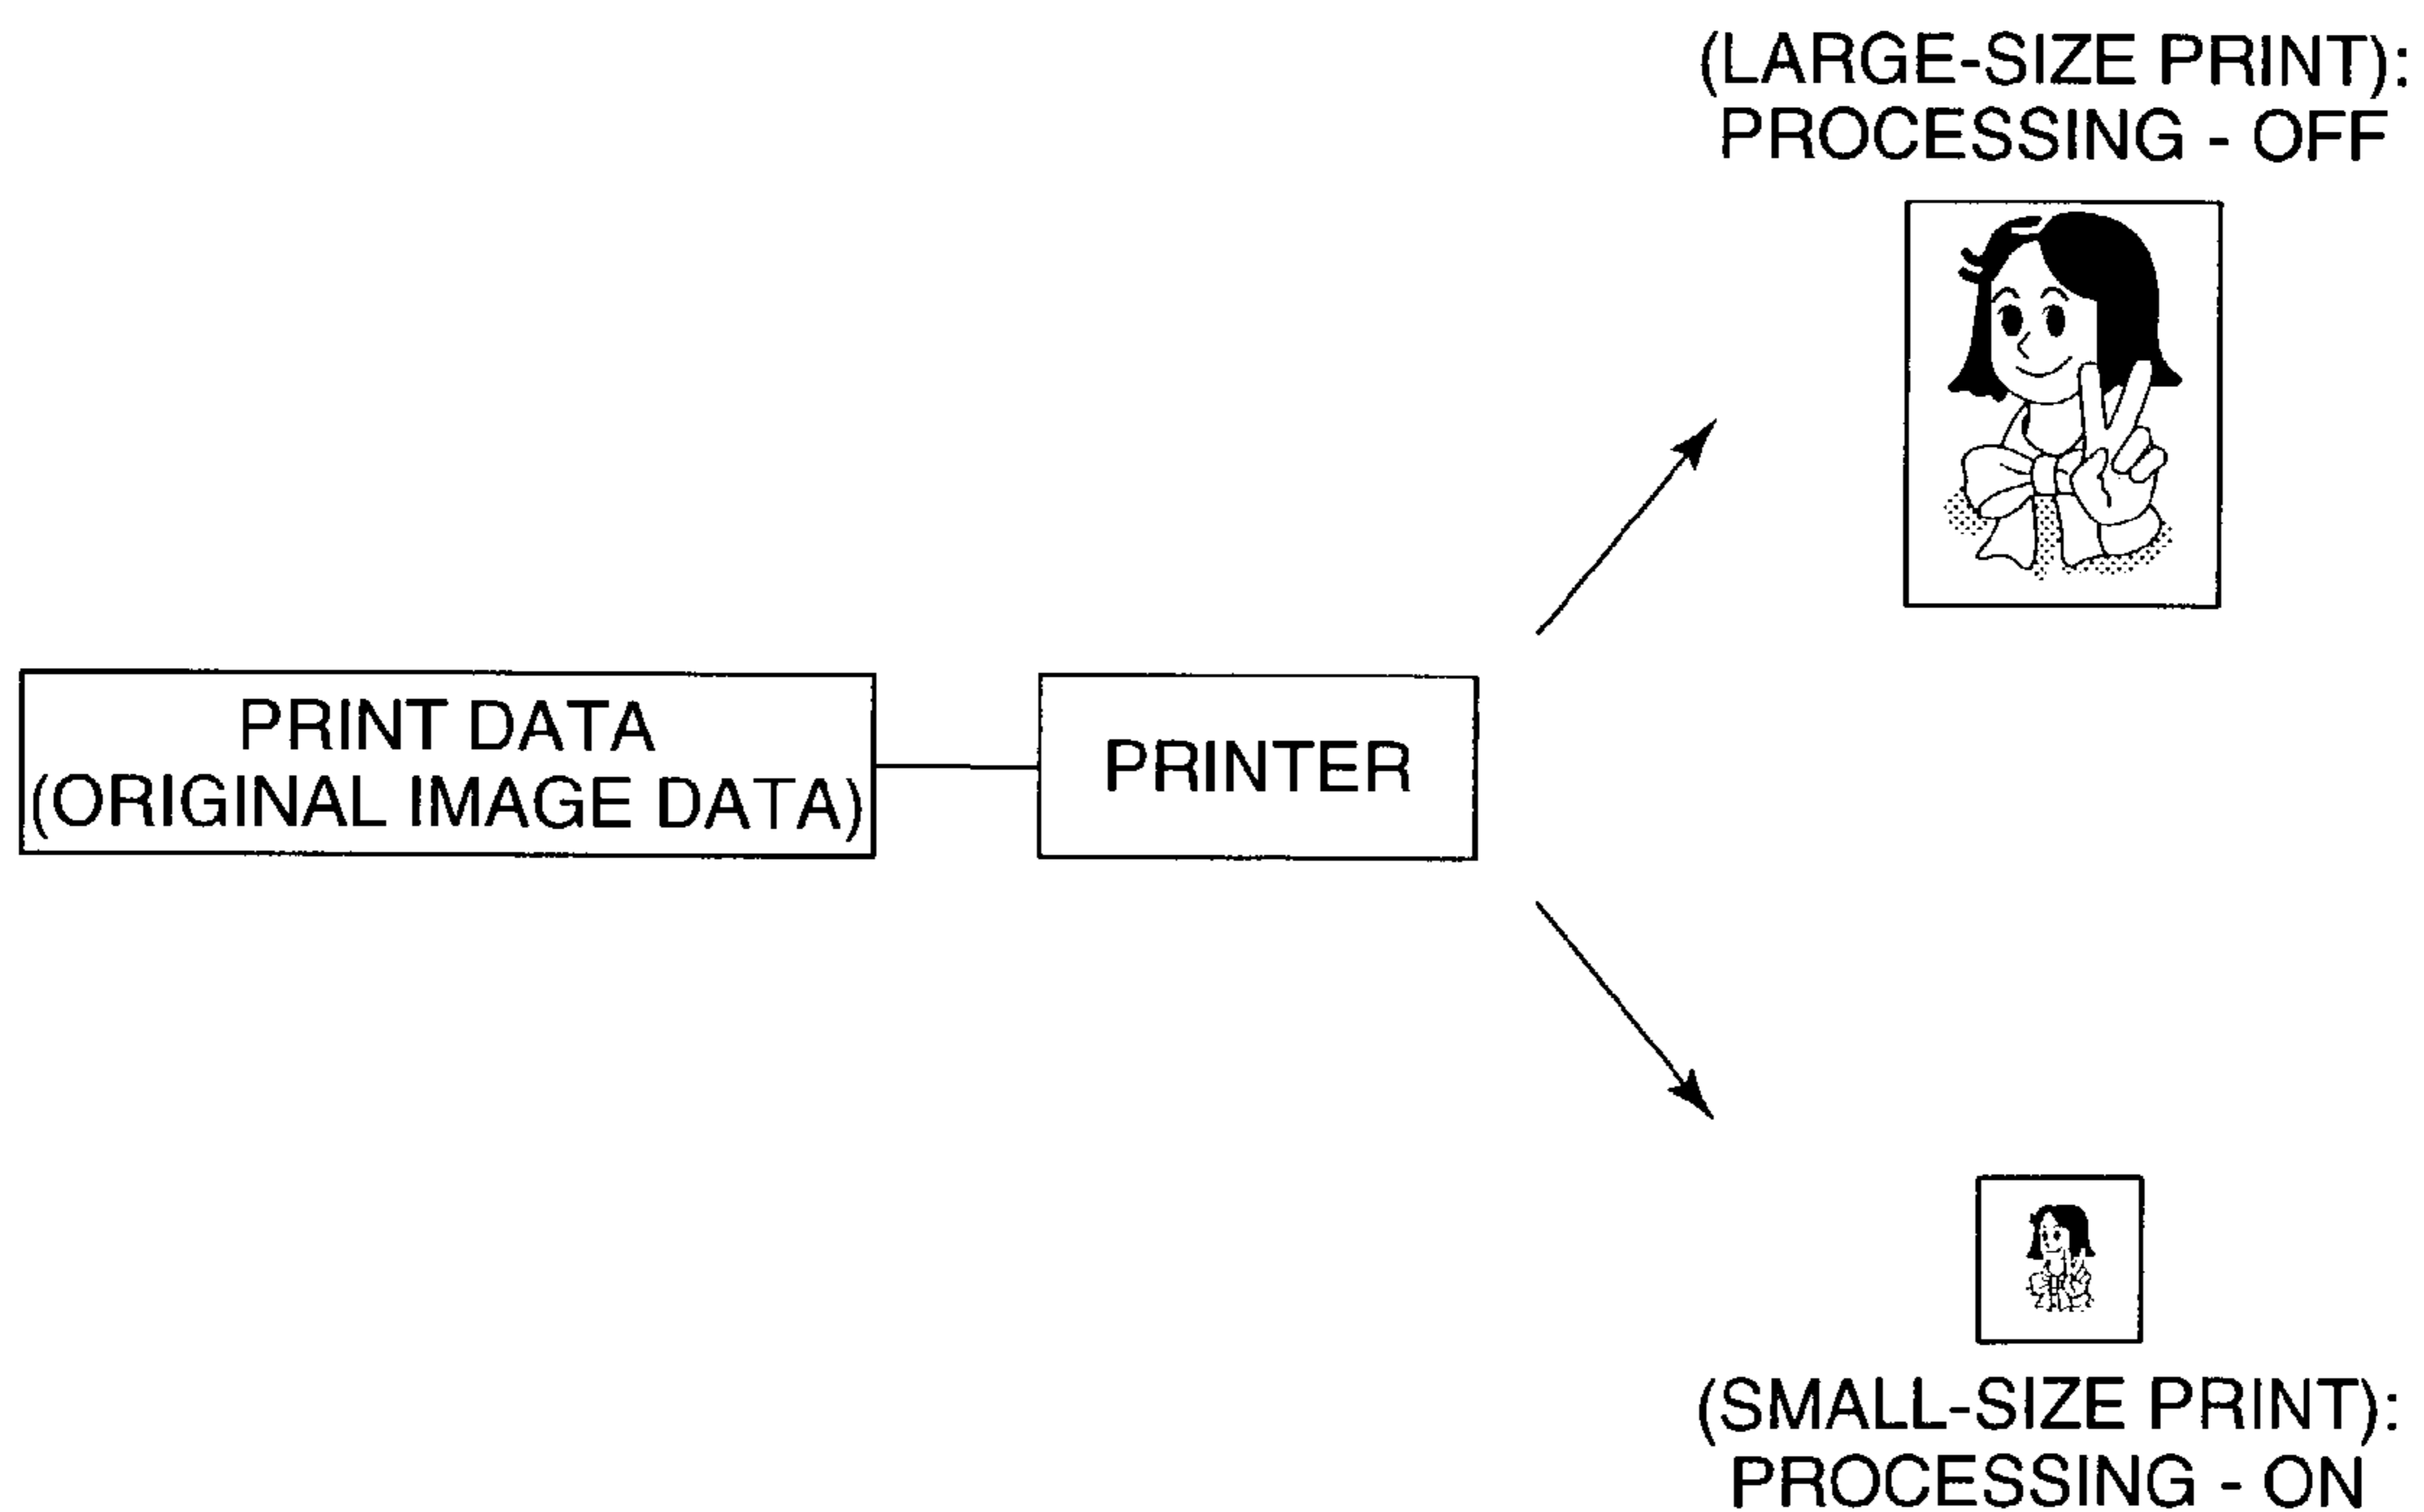 (LARGE-SIZE PRINT):
PROCESSING - OFF
PRINT DATA
(ORIGINAL IMAGE DATA)
PRINTER
(SMALL-SIZE PRINT):
PROCESSING - ON